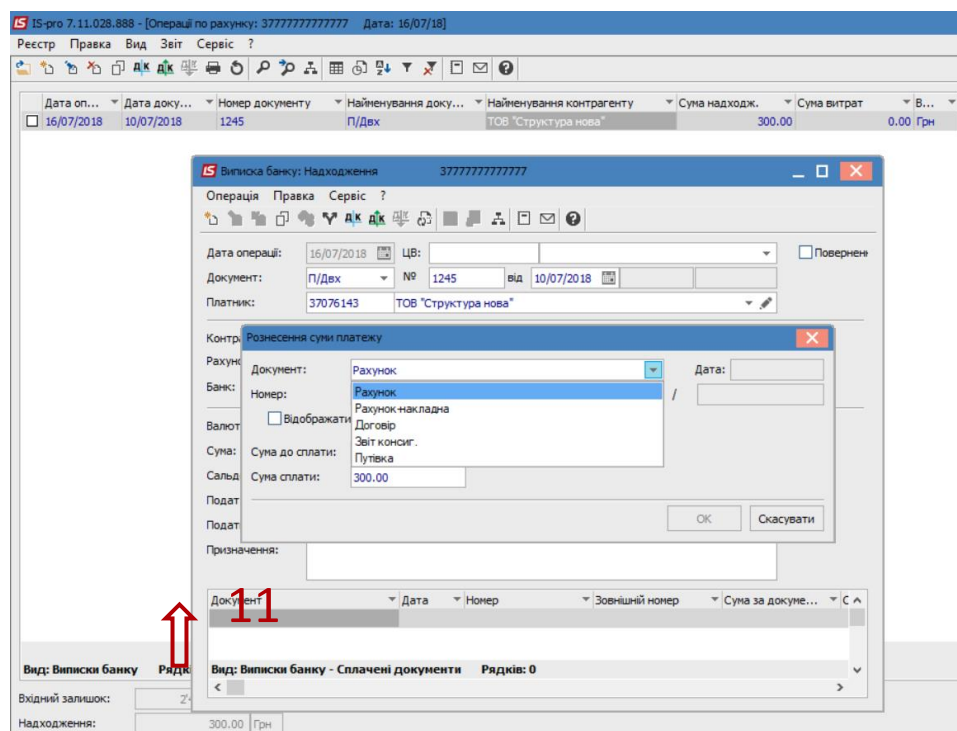 IS-pro 7.11.028.888 - [Операції по рахунку: 37777777777777 Дата: 16/07/18]
Реєстр Правка Вид Звіт Сервіс ?
Дата оп... Дата доку... Номер документу Найменування доку... Найменування контрагенту Сума надходж. Сума витрат В...
16/07/2018 10/07/2018 1245 П/Двх ТОВ "Структура нова" 300.00 0.00 Грн
Виписка банку: Надходження 37777777777777
Операція Правка Сервіс ?
Дата операції: 16/07/2018 ЦВ: Поверненн
Документ: П/Двх № 1245 від 10/07/2018
Платник: 37076143 ТОВ "Структура нова"
Контр
Рознесення суми платежу
Рахуно
Документ: Рахунок Дата:
Банк:
Номер: /
Рахунок
Рахунок-накладна
Відображати
Договір
Валют
Звіт консиг.
Сума: Сума до сплати:
Путівка
Сальд
Сума сплати: 300.00
Подат
ОК Скасувати
Подат
Призначення:
Документ Дата Номер Зовнішній номер Сума за докуме... С
11
Вид: Виписки банку Рядкі
Вид: Виписки банку - Сплачені документи Рядків: 0
Вхідний залишок:
Надходження: 300.00 Грн